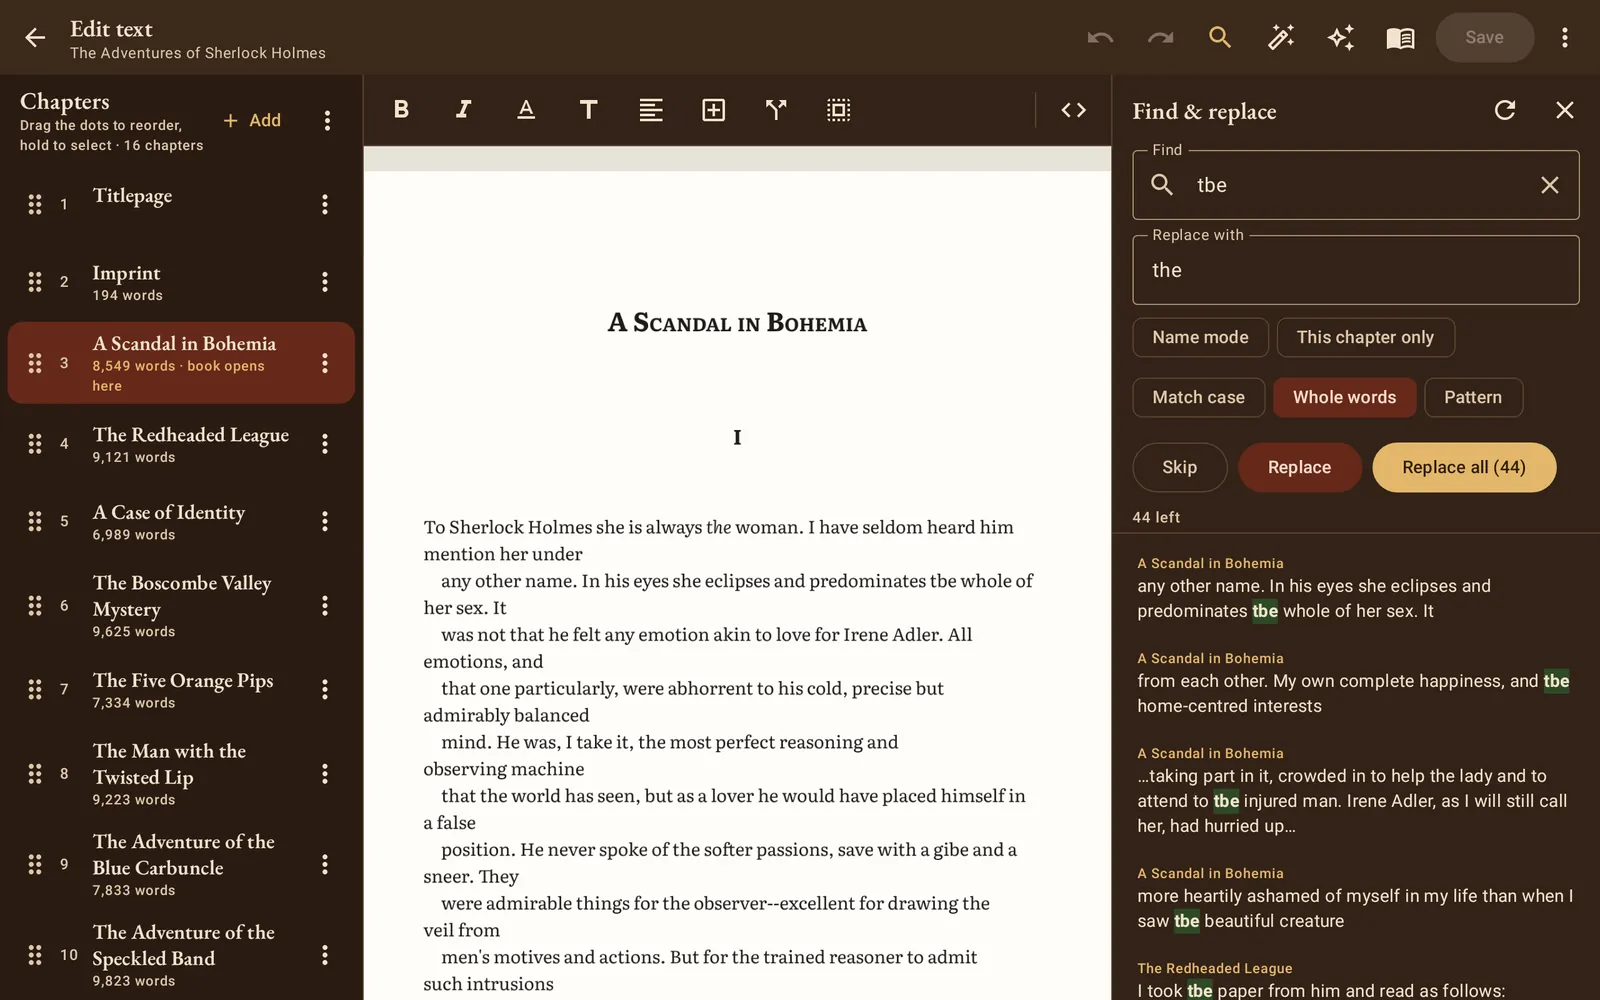 Edit text
The Adventures of Sherlock Holmes
Save
Chapters
Drag the dots to reorder,
hold to select · 16 chapters
+ Add
1 Titlepage
2 Imprint
194 words
3 A Scandal in Bohemia
8,549 words · book opens
here
4 The Redheaded League
9,121 words
5 A Case of Identity
6,989 words
6 The Boscombe Valley
Mystery
9,625 words
7 The Five Orange Pips
7,334 words
8 The Man with the
Twisted Lip
9,223 words
9 The Adventure of the
Blue Carbuncle
7,833 words
10 The Adventure of the
Speckled Band
9,823 words
B I A T
A Scandal in Bohemia
I
To Sherlock Holmes she is always the woman. I have seldom heard him
mention her under
any other name. In his eyes she eclipses and predominates tbe whole of
her sex. It
was not that he felt any emotion akin to love for Irene Adler. All
emotions, and
that one particularly, were abhorrent to his cold, precise but
admirably balanced
mind. He was, I take it, the most perfect reasoning and
observing machine
that the world has seen, but as a lover he would have placed himself in
a false
position. He never spoke of the softer passions, save with a gibe and a
sneer. They
were admirable things for the observer--excellent for drawing the
veil from
men's motives and actions. But for the trained reasoner to admit
such intrusions
Find & replace
Find
tbe
Replace with
the
Name mode
This chapter only
Match case
Whole words
Pattern
Skip
Replace
Replace all (44)
44 left
A Scandal in Bohemia
any other name. In his eyes she eclipses and
predominates tbe whole of her sex. It
A Scandal in Bohemia
from each other. My own complete happiness, and tbe
home-centred interests
A Scandal in Bohemia
…taking part in it, crowded in to help the lady and to
attend to tbe injured man. Irene Adler, as I will still call
her, had hurried up…
A Scandal in Bohemia
more heartily ashamed of myself in my life than when I
saw tbe beautiful creature
The Redheaded League
I took tbe paper from him and read as follows: